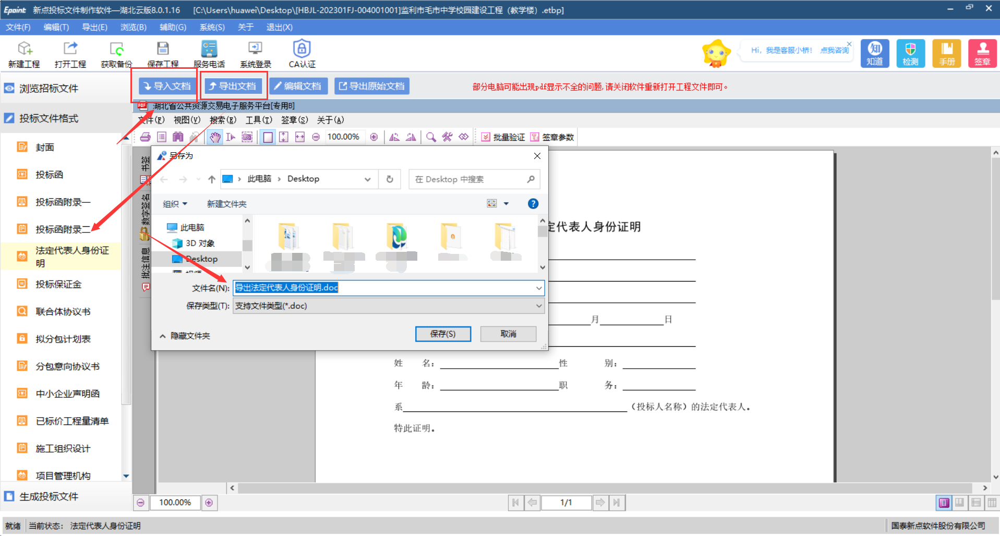 Epoint 新点投标文件制作软件—湖北云版8.0.1.16 [C:\Users\huawei\Desktop\[HBJL-202301FJ-004001001]监利市毛市中学校园建设工程（教学楼）.etbp]
文件(F) 编辑(T) 导出(E) 浏览(B) 辅助(G) 系统(S) 关于 退出(X)
新建工程 打开工程 获取备份 保存工程 服务电话 系统登录 CA认证
Hi，我是客服小桥！ 点我咨询
知 知道 检测 手册 签章
浏览招标文件
导入文档 导出文档 编辑文档 导出原始文档
部分电脑可能出现pdf显示不全的问题,请关闭软件重新打开工程文件即可。
PDF 湖北省公共资源交易电子服务平台[专用B]
投标文件格式
文件(F) 视图(V) 搜索(E) 工具(T) 签章(S) 关于(A)
100.00% 批量验证 签章参数
封面
投标函
投标函附录一
投标函附录二
法定代表人身份证明
投标保证金
联合体协议书
拟分包计划表
分包意向协议书
中小企业声明函
已标价工程量清单
施工组织设计
项目管理机构
生成投标文件
书签
数字签名
批注信息
另存为
此电脑 › Desktop
在 Desktop 中搜索
组织 新建文件夹
此电脑
3D 对象
Desktop
视频
文件名(N): 导出法定代表人身份证明.doc
保存类型(T): 支持文件类型(*.doc)
隐藏文件夹 保存(S) 取消
定代表人身份证明
月 日
姓 名： 性 别：
年 龄： 职 务：
系（投标人名称）的法定代表人。
特此证明。
100.00% 1/1
就绪 当前状态： 法定代表人身份证明 国泰新点软件股份有限公司